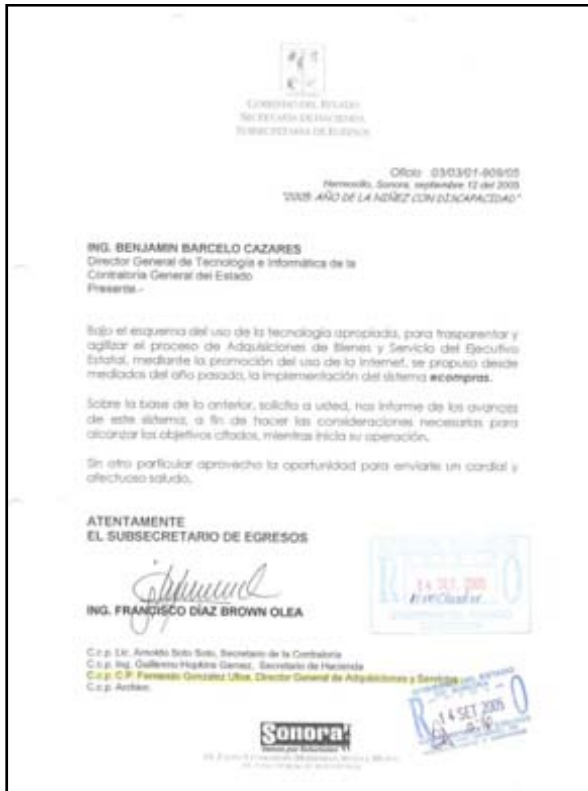 GOBIERNO DEL ESTADO
SECRETARÍA DE HACIENDA
SUBSECRETARÍA DE EGRESOS
Oficio 03/03/01-909/05
Hermosillo, Sonora, septiembre 12 del 2005
"2005: AÑO DE LA NIÑEZ CON DISCAPACIDAD"
ING. BENJAMIN BARCELO CAZARES
Director General de Tecnología e Informática de la
Contraloría General del Estado
Presente.-
Bajo el esquema del uso de la tecnología apropiada, para trasparentar y
agilizar el proceso de Adquisiciones de Bienes y Servicio del Ejecutivo
Estatal, mediante la promoción del uso de la Internet, se propuso desde
mediados del año pasado, la implementación del sistema ecompras.
Sobre la base de lo anterior, solicito a usted, nos informe de los avances
de este sistema, a fin de hacer las consideraciones necesarias para
alcanzar los objetivos citados, mientras inicia su operación.
Sin otro particular aprovecho la oportunidad para enviarle un cordial y
afectuoso saludo.
ATENTAMENTE
EL SUBSECRETARIO DE EGRESOS
ING. FRANCISCO DÍAZ BROWN OLEA
R O
14 SET. 2005
C.c.p. Lic. Arnoldo Soto Soto, Secretario de la Contraloría
C.c.p. Ing. Guillermo Hopkins Gamez, Secretario de Hacienda
C.c.p. C.P. Fernando González Ulloa, Director General de Adquisiciones y Servicios
C.c.p. Archivo.
R O
14 SET 2005
Sonora